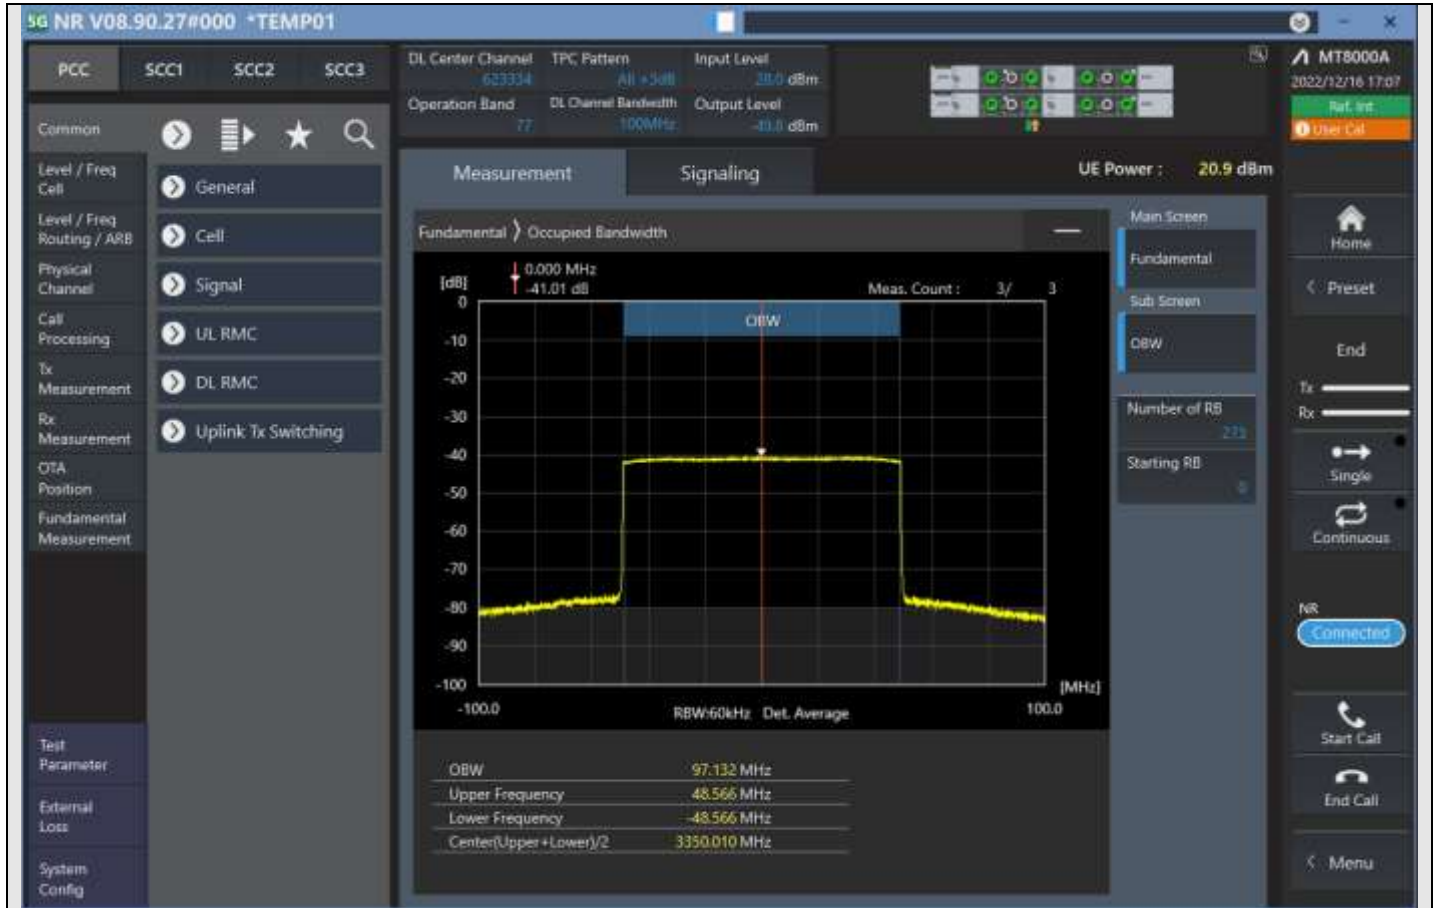 5G NR V08.90.27#000 *TEMP01
PCC SCC1 SCC2 SCC3
DL Center Channel TPC Pattern Input Level
623334 All +3dB 28.0 dBm
Operation Band DL Channel Bandwidth Output Level
77 100MHz dBm
MT8000A
2022/12/16 17:07
Ref. Int.
User Cal
Common
Level / Freq
Cell
Level / Freq
Routing / ARB
Physical
Channel
Call
Processing
Tx
Measurement
Rx
Measurement
OTA
Position
Fundamental
Measurement
Test
Parameter
External
Loss
System
Config
General
Cell
Signal
UL RMC
DL RMC
Uplink Tx Switching
Measurement Signaling UE Power : 20.9 dBm
Fundamental Occupied Bandwidth
0.000 MHz
[dB] -41.01 dB Meas. Count : 3/ 3
OBW
0
-10
-20
-30
-40
-50
-60
-70
-80
-90
-100
[MHz]
-100.0 RBW:60kHz Det. Average 100.0
OBW 97.132 MHz
Upper Frequency 48.566 MHz
Lower Frequency -48.566 MHz
Center(Upper+Lower)/2 3350.010 MHz
Main Screen
Fundamental
Sub Screen
OBW
Number of RB
273
Starting RB
0
Home
Preset
End
Tx
Rx
Single
Continuous
NR
Connected
Start Call
End Call
Menu